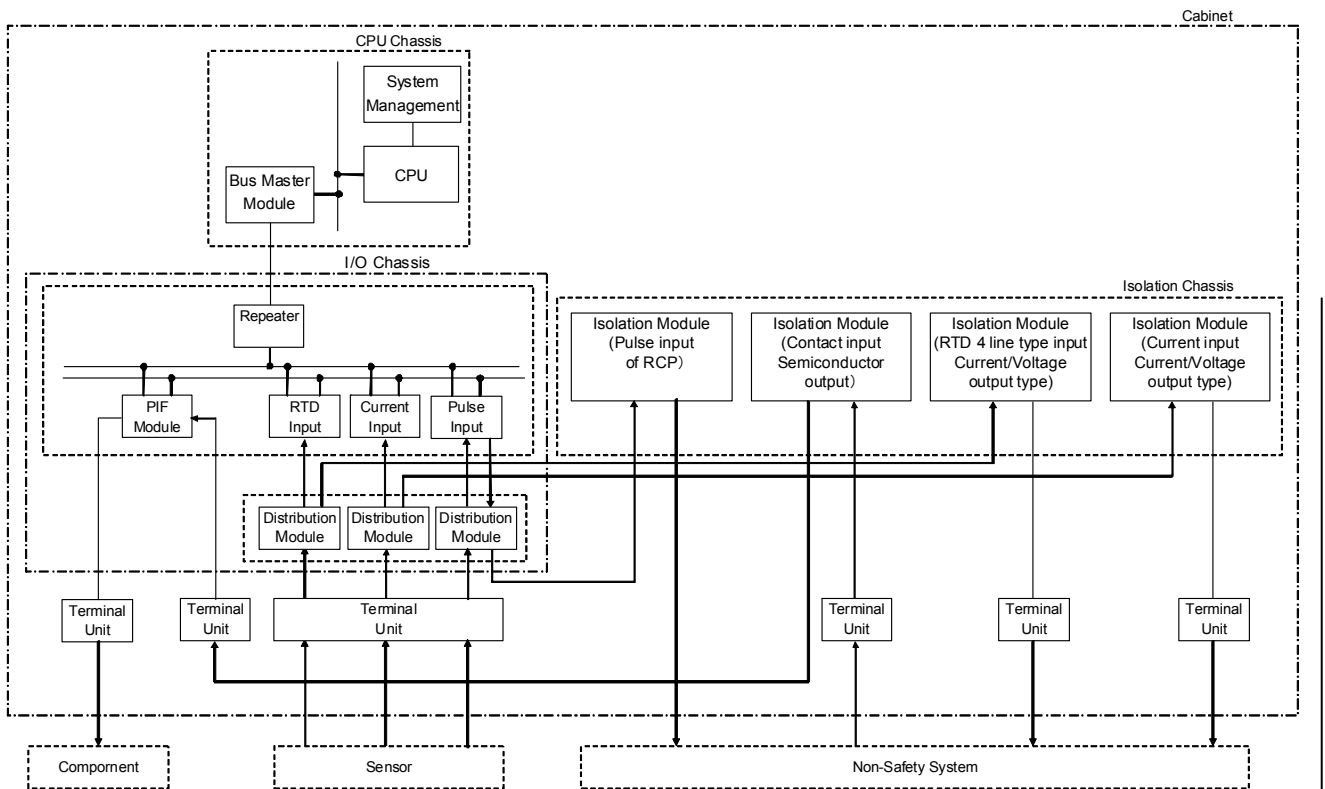 Cabinet
CPU Chassis
System
Management
CPU
Bus Master
Module
I/O Chassis
Repeater
PIF
Module
RTD
Input
Current
Input
Pulse
Input
Isolation Chassis
Isolation Module
(Pulse input
of RCP)
Isolation Module
(Contact input
Semiconductor
output)
Isolation Module
(RTD 4 line type input
Current/Voltage
output type)
Isolation Module
(Current input
Current/Voltage
output type)
Distribution
Module
Distribution
Module
Distribution
Module
Terminal
Unit
Terminal
Unit
Terminal
Unit
Terminal
Unit
Terminal
Unit
Terminal
Unit
Compornent
Sensor
Non-Safety System